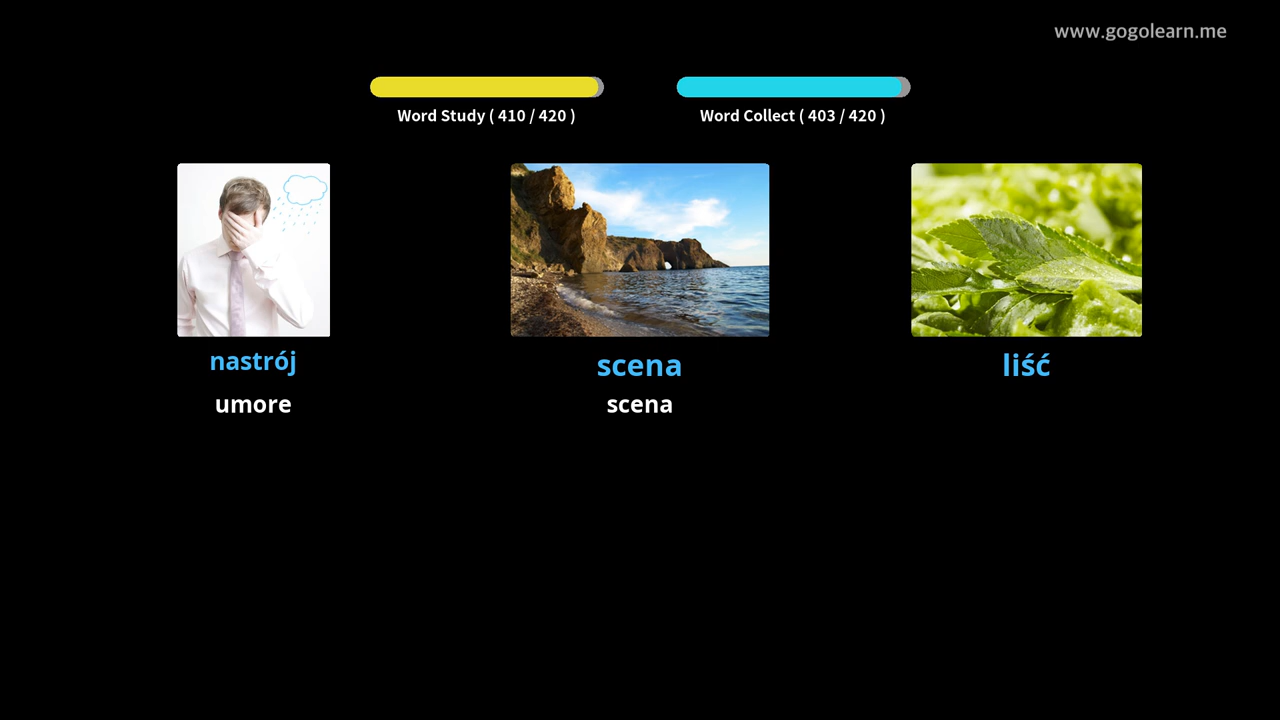 www.gogolearn.me
Word Study ( 410 / 420 )
Word Collect ( 403 / 420 )
nastrój
scena
liść
umore
scena